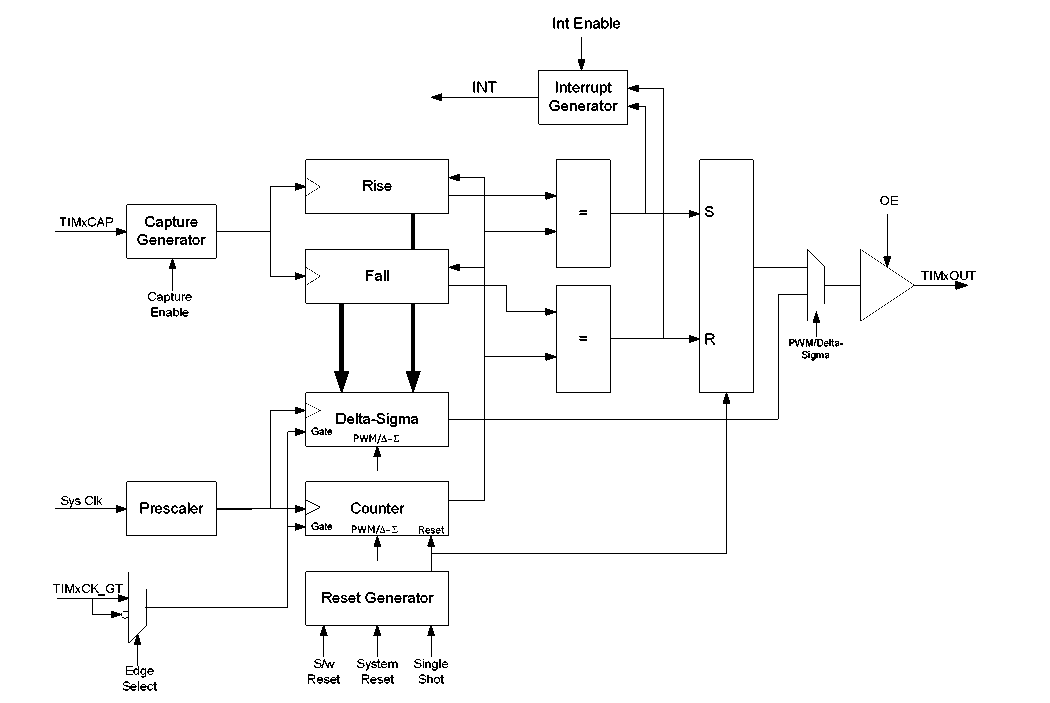 Int Enable
INT
Interrupt
Generator
Rise
=
S
OE
TIMxCAP
Capture
Generator
Fall
TIMxOUT
Capture
Enable
=
R
PWM/Delta-
Sigma
Delta-Sigma
Gate
PWM/Δ-Σ
Sys Clk
Prescaler
Counter
Gate
PWM/Δ-Σ
Reset
TIMxCK_GT
Reset Generator
Edge
Select
S/w
Reset
System
Reset
Single
Shot